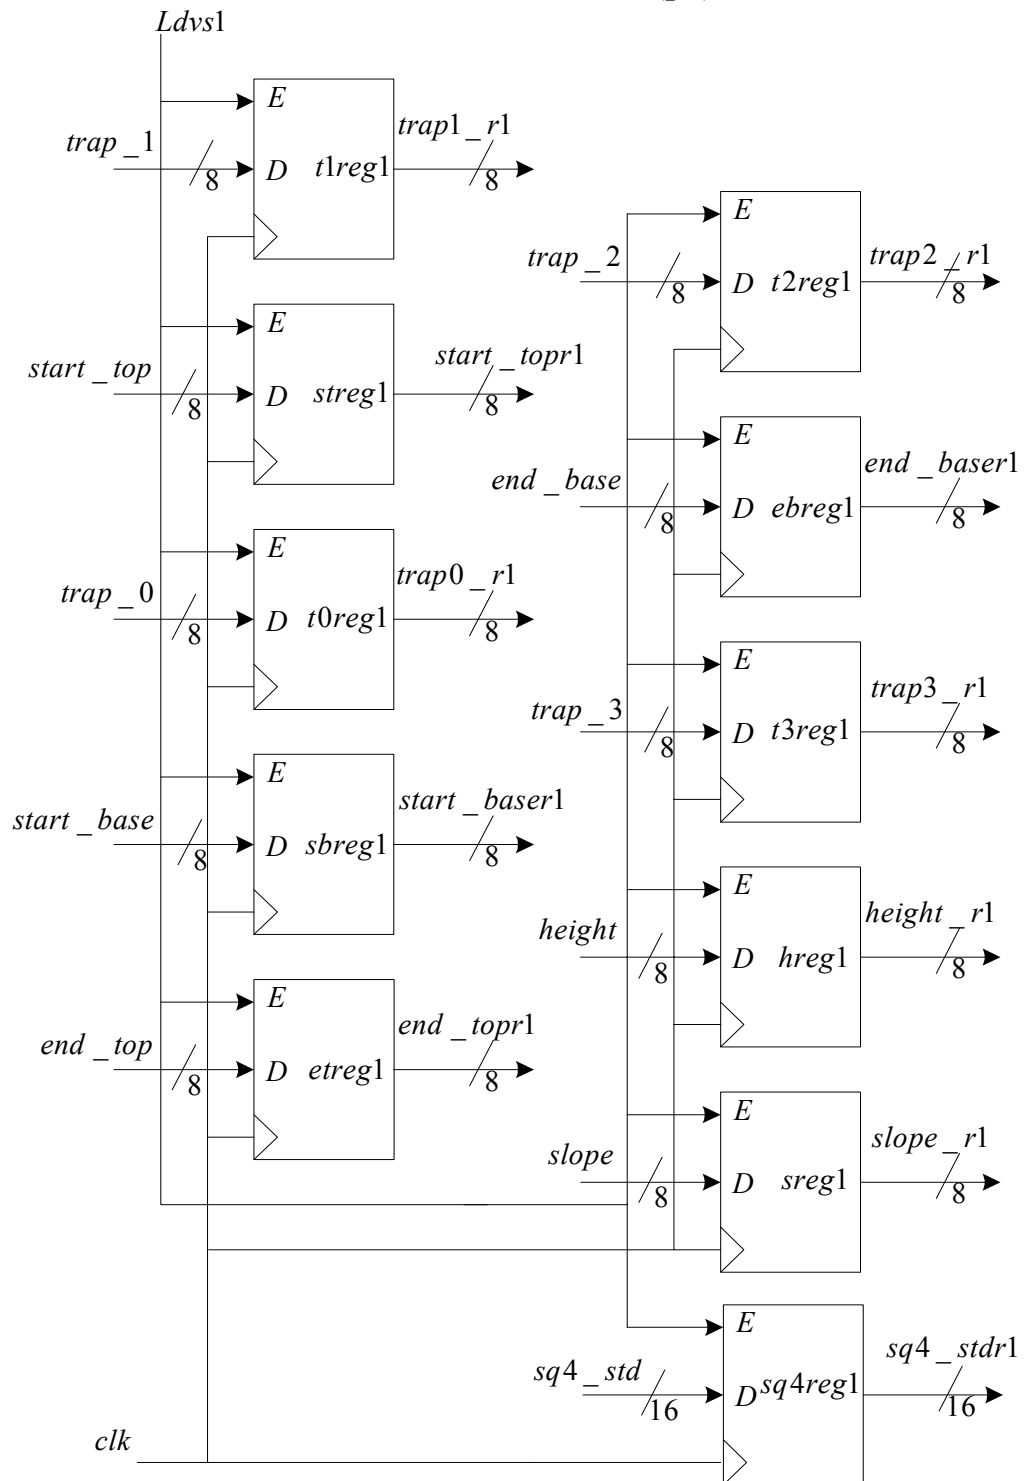 Ldvs1
E
trap_1 8 D t1reg1 trap1_r1 8
E
start_top 8 D streg1 start_topr1 8
E
trap_0 8 D t0reg1 trap0_r1 8
E
start_base 8 D sbreg1 start_baser1 8
E
end_top 8 D etreg1 end_topr1 8
E
trap_2 8 D t2reg1 trap2_r1 8
E
end_base 8 D ebreg1 end_baser1 8
E
trap_3 8 D t3reg1 trap3_r1 8
E
height 8 D hreg1 height_r1 8
E
slope 8 D sreg1 slope_r1 8
E
sq4_std 16 D sq4reg1 sq4_stdr1 16
clk